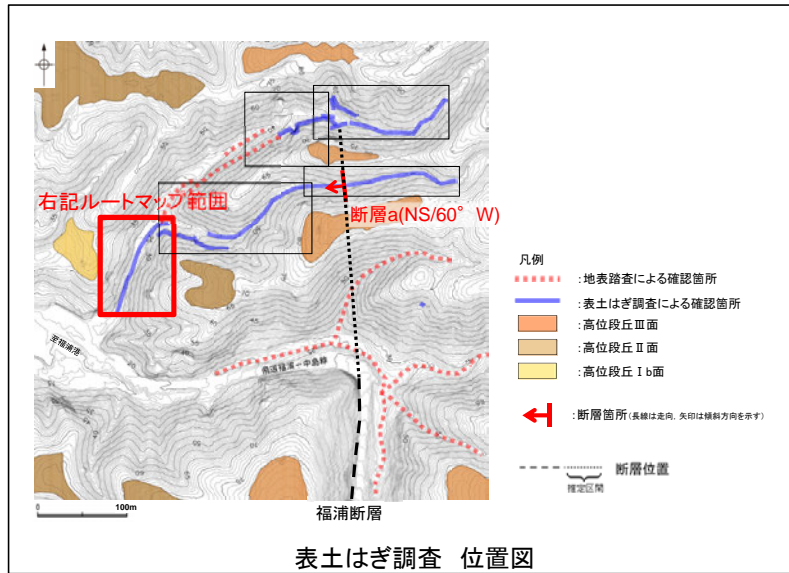 右記ルートマップ範囲
断層a(NS/60°W)
至福浦港
県道福浦ー中島線
0
100m
福浦断層
凡例
:地表踏査による確認箇所
:表土はぎ調査による確認箇所
:高位段丘Ⅲ面
:高位段丘Ⅱ面
:高位段丘Ⅰb面
:断層箇所(長線は走向、矢印は傾斜方向を示す)
断層位置
推定区間
表土はぎ調査 位置図